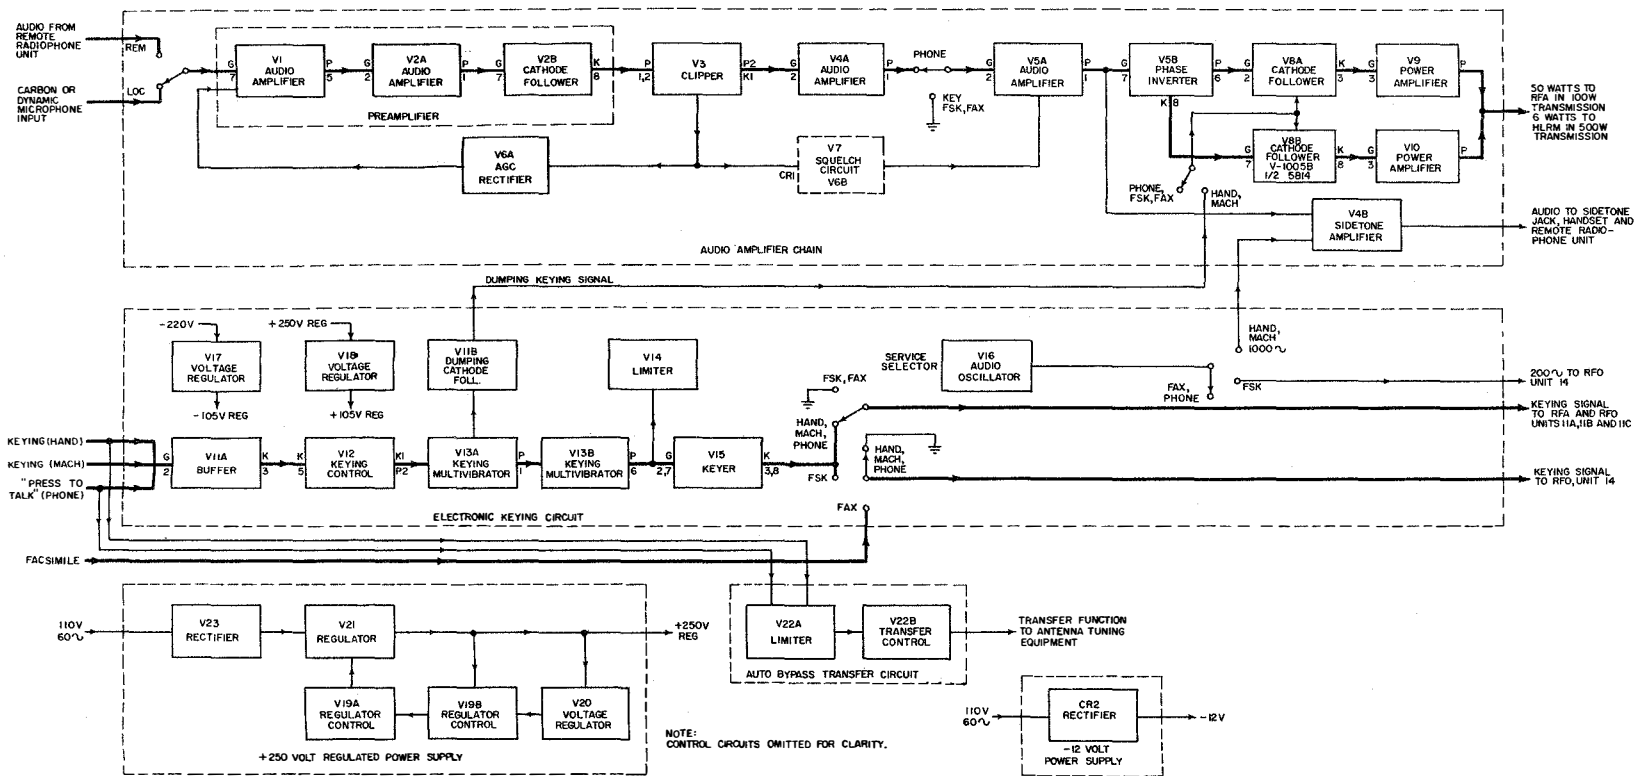 AUDIO FROM
REMOTE
RADIOPHONE
UNIT
REM
CARBON OR
DYNAMIC
MICROPHONE
INPUT
LOC
G
7
V1
AUDIO
AMPLIFIER
P
5
G
2
V2A
AUDIO
AMPLIFIER
P
1
G
7
V2B
CATHODE
FOLLOWER
K
8
PREAMPLIFIER
P
1,2
V3
CLIPPER
P2
K1
G
2
V4A
AUDIO
AMPLIFIER
P
1
PHONE
KEY
FSK,FAX
G
2
V5A
AUDIO
AMPLIFIER
P
1
G
7
V5B
PHASE
INVERTER
P
6
K 8
G
2
V8A
CATHODE
FOLLOWER
K
3
G
3
V9
POWER
AMPLIFIER
P
50 WATTS TO
RFA IN 100W
TRANSMISSION
6 WATTS TO
HLRM IN 500W
TRANSMISSION
V6A
AGC
RECTIFIER
CR1
V7
SQUELCH
CIRCUIT
V6B
G
7
V8B
CATHODE
FOLLOWER
V-1005B
1/2 5814
K
8
G
3
V10
POWER
AMPLIFIER
P
PHONE,
FSK,FAX
HAND,
MACH
V4B
SIDETONE
AMPLIFIER
AUDIO TO SIDETONE
JACK, HANDSET AND
REMOTE RADIO-
PHONE UNIT
AUDIO AMPLIFIER CHAIN
DUMPING KEYING SIGNAL
-220V
V17
VOLTAGE
REGULATOR
-105V REG
+250V REG
V18
VOLTAGE
REGULATOR
+105V REG
V11B
DUMPING
CATHODE
FOLL.
V14
LIMITER
SERVICE
SELECTOR
V16
AUDIO
OSCILLATOR
HAND,
MACH
1000~
FAX,
PHONE
FSK
200~ TO RFO
UNIT 14
FSK, FAX
HAND,
MACH,
PHONE
KEYING SIGNAL
TO RFA AND RFO
UNITS 11A,11B AND 11C
KEYING (HAND)
KEYING (MACH)
"PRESS TO
TALK" (PHONE)
G
2
V11A
BUFFER
K
3
K
5
V12
KEYING
CONTROL
K1
P2
V13A
KEYING
MULTIVIBRATOR
P
1
V13B
KEYING
MULTIVIBRATOR
P
6
G
2,7
V15
KEYER
K
3,8
FSK
HAND,
MACH,
PHONE
KEYING SIGNAL
TO RFO, UNIT 14
FAX
ELECTRONIC KEYING CIRCUIT
FACSIMILE
110V
60~
V23
RECTIFIER
V21
REGULATOR
+250V
REG
V19A
REGULATOR
CONTROL
V19B
REGULATOR
CONTROL
V20
VOLTAGE
REGULATOR
+250 VOLT REGULATED POWER SUPPLY
V22A
LIMITER
V22B
TRANSFER
CONTROL
TRANSFER FUNCTION
TO ANTENNA TUNING
EQUIPMENT
AUTO BYPASS TRANSFER CIRCUIT
NOTE:
CONTROL CIRCUITS OMITTED FOR CLARITY.
110V
60~
CR2
RECTIFIER
-12V
-12 VOLT
POWER SUPPLY